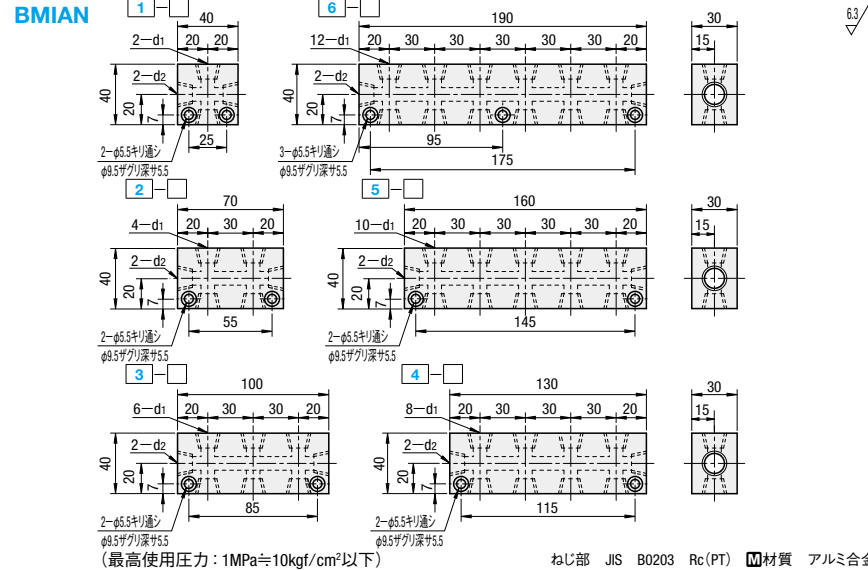 BMIAN
1－□
40
20 20
2－d1
2－d2
40
20
7
25
2－φ5.5キリ通シ
φ9.5ザグリ深サ5.5
6－□
190
20 30 30 30 30 30 20
12－d1
2－d2
40
20
7
95
175
3－φ5.5キリ通シ
φ9.5ザグリ深サ5.5
30
15
6.3
2－□
70
20 30 20
4－d1
2－d2
40
20
7
55
2－φ5.5キリ通シ
φ9.5ザグリ深サ5.5
5－□
160
20 30 30 30 30 20
10－d1
2－d2
40
20
7
145
2－φ5.5キリ通シ
φ9.5ザグリ深サ5.5
30
15
3－□
100
20 30 30 20
6－d1
2－d2
40
20
7
85
2－φ5.5キリ通シ
φ9.5ザグリ深サ5.5
4－□
130
20 30 30 30 20
8－d1
2－d2
40
20
7
115
2－φ5.5キリ通シ
φ9.5ザグリ深サ5.5
30
15
(最高使用圧力：1MPa≒10kgf/cm²以下)
ねじ部 JIS B0203 Rc(PT) M材質 アルミ合金